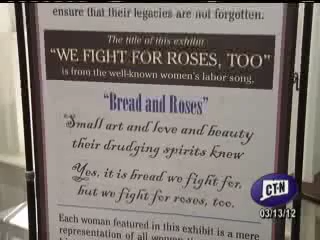 ensure that their legacies are not forgotten.
The title of this exhibit
"WE FIGHT FOR ROSES, TOO"
is from the well-known women's labor song.
"Bread and Roses"
Small art and love and beauty
their drudging spirits knew
Yes, it is bread we fight for,
but we fight for roses, too.
Each woman featured in this exhibit is a mere
representation of all women
CT-N
03/13/12